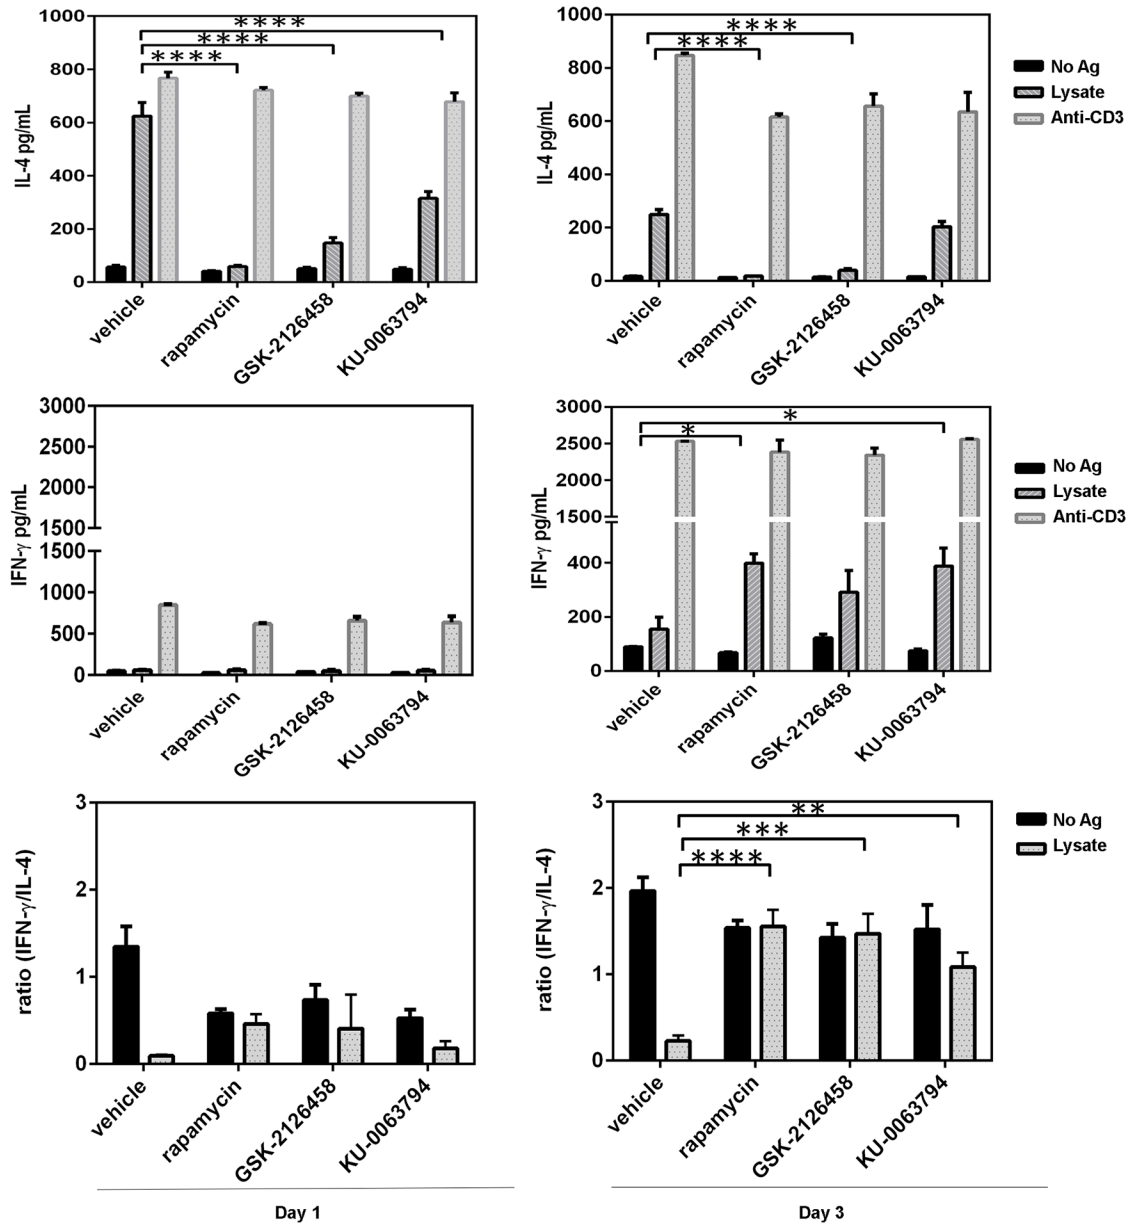 1000
800
600
400
200
0
IL-4 pg/mL
****
****
****
vehicle
rapamycin
GSK-2126458
KU-0063794
1000
800
600
400
200
0
IL-4 pg/mL
****
****
vehicle
rapamycin
GSK-2126458
KU-0063794
No Ag
Lysate
Anti-CD3
3000
2500
2000
1500
1500
1000
500
0
IFN-γ pg/mL
vehicle
rapamycin
GSK-2126458
KU-0063794
3000
2500
2000
1500
400
200
0
IFN-γ pg/mL
*
*
vehicle
rapamycin
GSK-2126458
KU-0063794
No Ag
Lysate
Anti-CD3
3
2
1
0
ratio (IFN-γ/IL-4)
vehicle
rapamycin
GSK-2126458
KU-0063794
3
2
1
0
ratio (IFN-γ/IL-4)
**
***
****
vehicle
rapamycin
GSK-2126458
KU-0063794
No Ag
Lysate
Day 1
Day 3